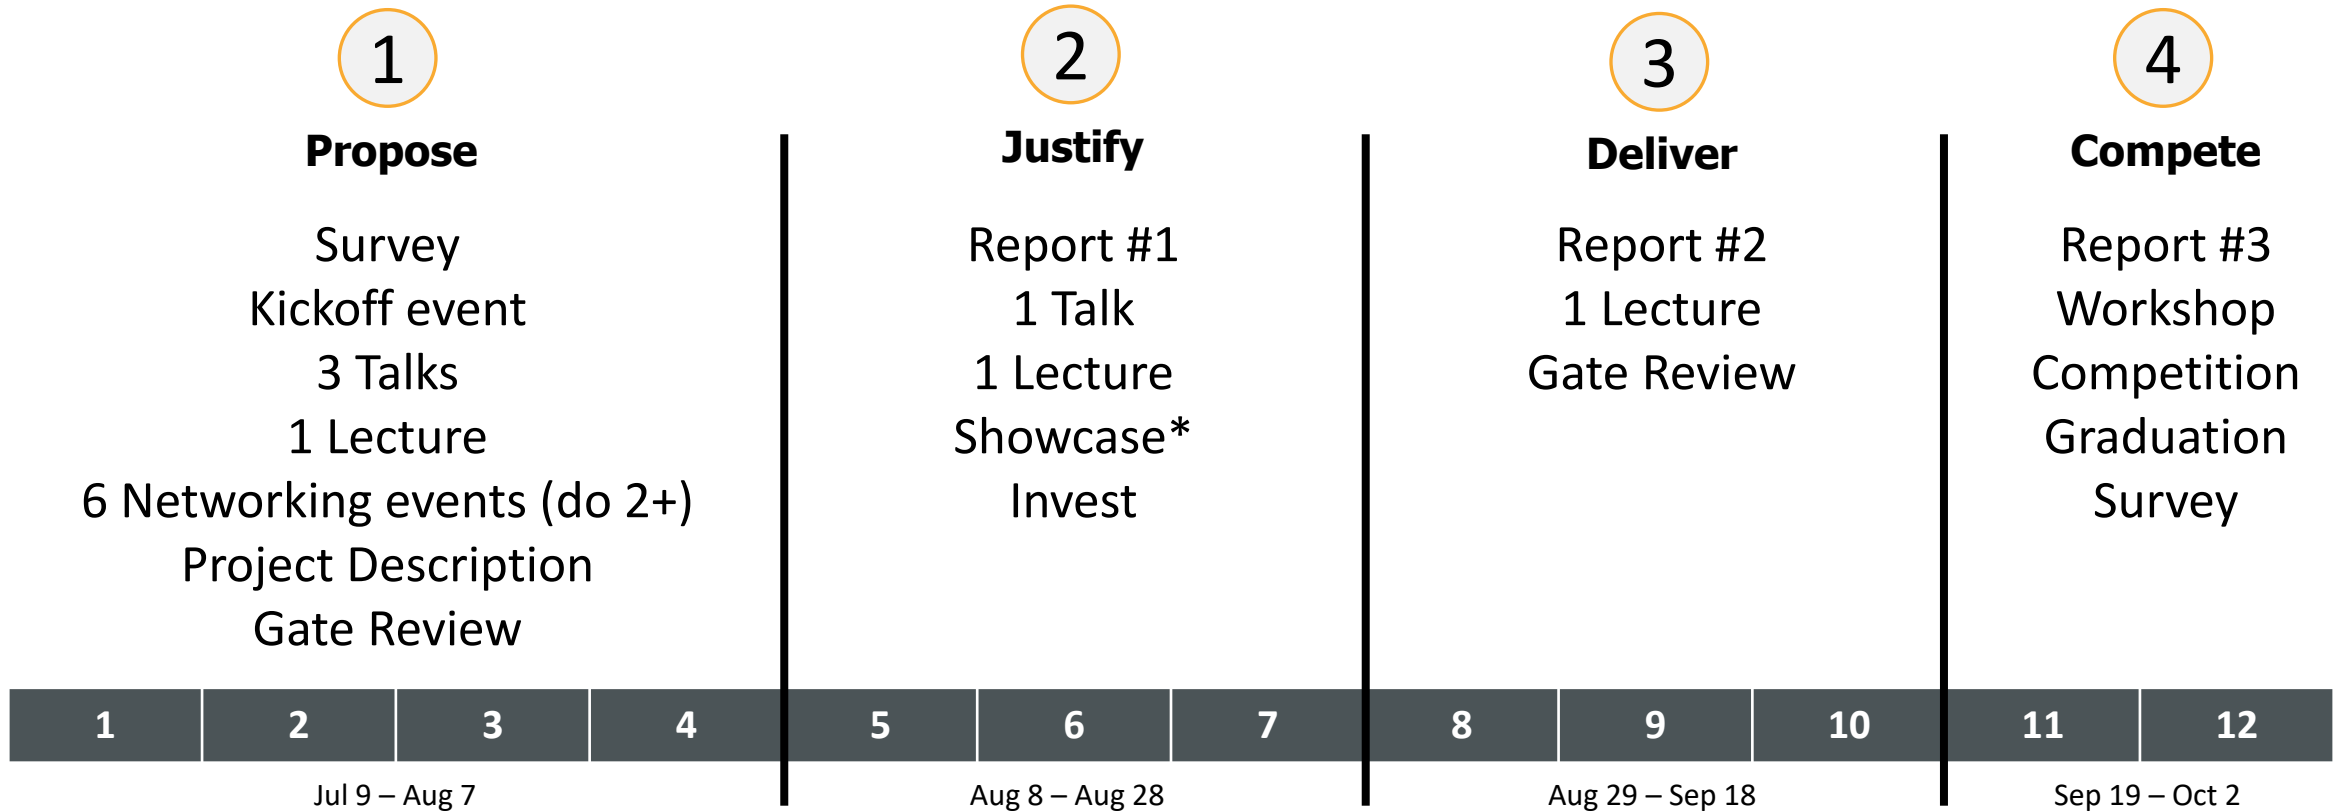 1
Propose
Survey
Kickoff event
3 Talks
1 Lecture
6 Networking events (do 2+)
Project Description
Gate Review
2
Justify
Report #1
1 Talk
1 Lecture
Showcase*
Invest
3
Deliver
Report #2
1 Lecture
Gate Review
4
Compete
Report #3
Workshop
Competition
Graduation
Survey
1 2 3 4 5 6 7 8 9 10 11 12
Jul 9 – Aug 7
Aug 8 – Aug 28
Aug 29 – Sep 18
Sep 19 – Oct 2